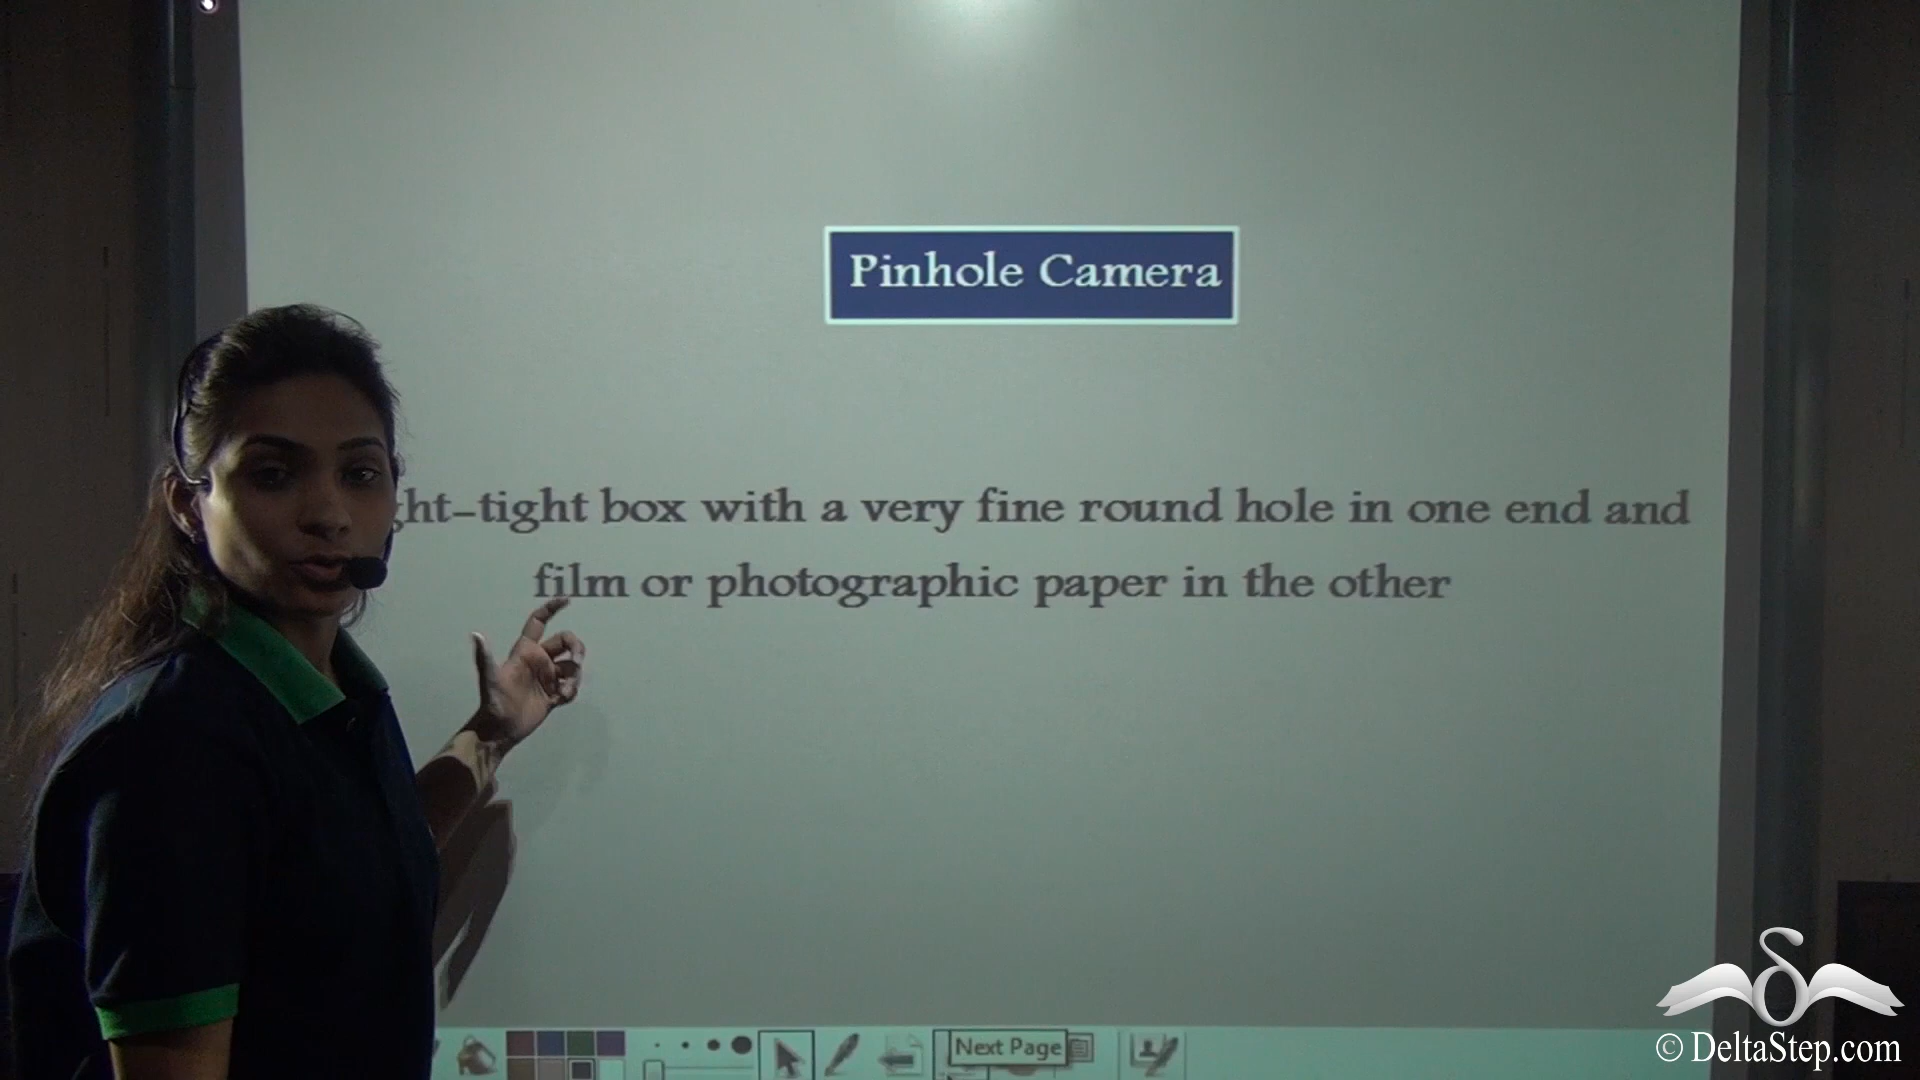 Pinhole Camera
ght-tight box with a very fine round hole in one end and
film or photographic paper in the other
Next Page
© DeltaStep.com